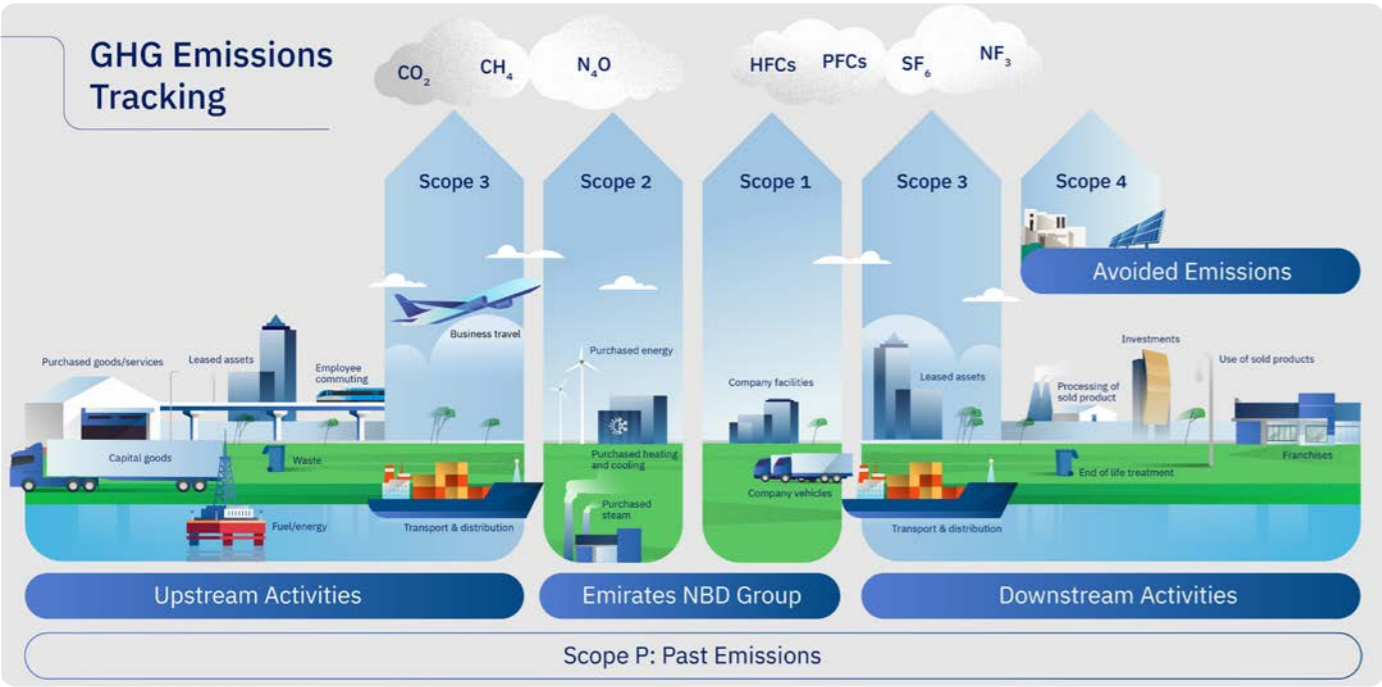 GHG Emissions
Tracking
CO₂
CH₄
N₄O
HFCs
PFCs
SF₆
NF₃
Scope 3
Scope 2
Scope 1
Scope 3
Scope 4
Avoided Emissions
Business travel
Purchased goods/services
Leased assets
Employee
commuting
Capital goods
Waste
Fuel/energy
Transport & distribution
Purchased energy
Purchased heating
and cooling
Purchased
steam
Company facilities
Company vehicles
Leased assets
Transport & distribution
Processing of
sold product
Investments
Use of sold products
End of life treatment
Franchises
Upstream Activities
Emirates NBD Group
Downstream Activities
Scope P: Past Emissions